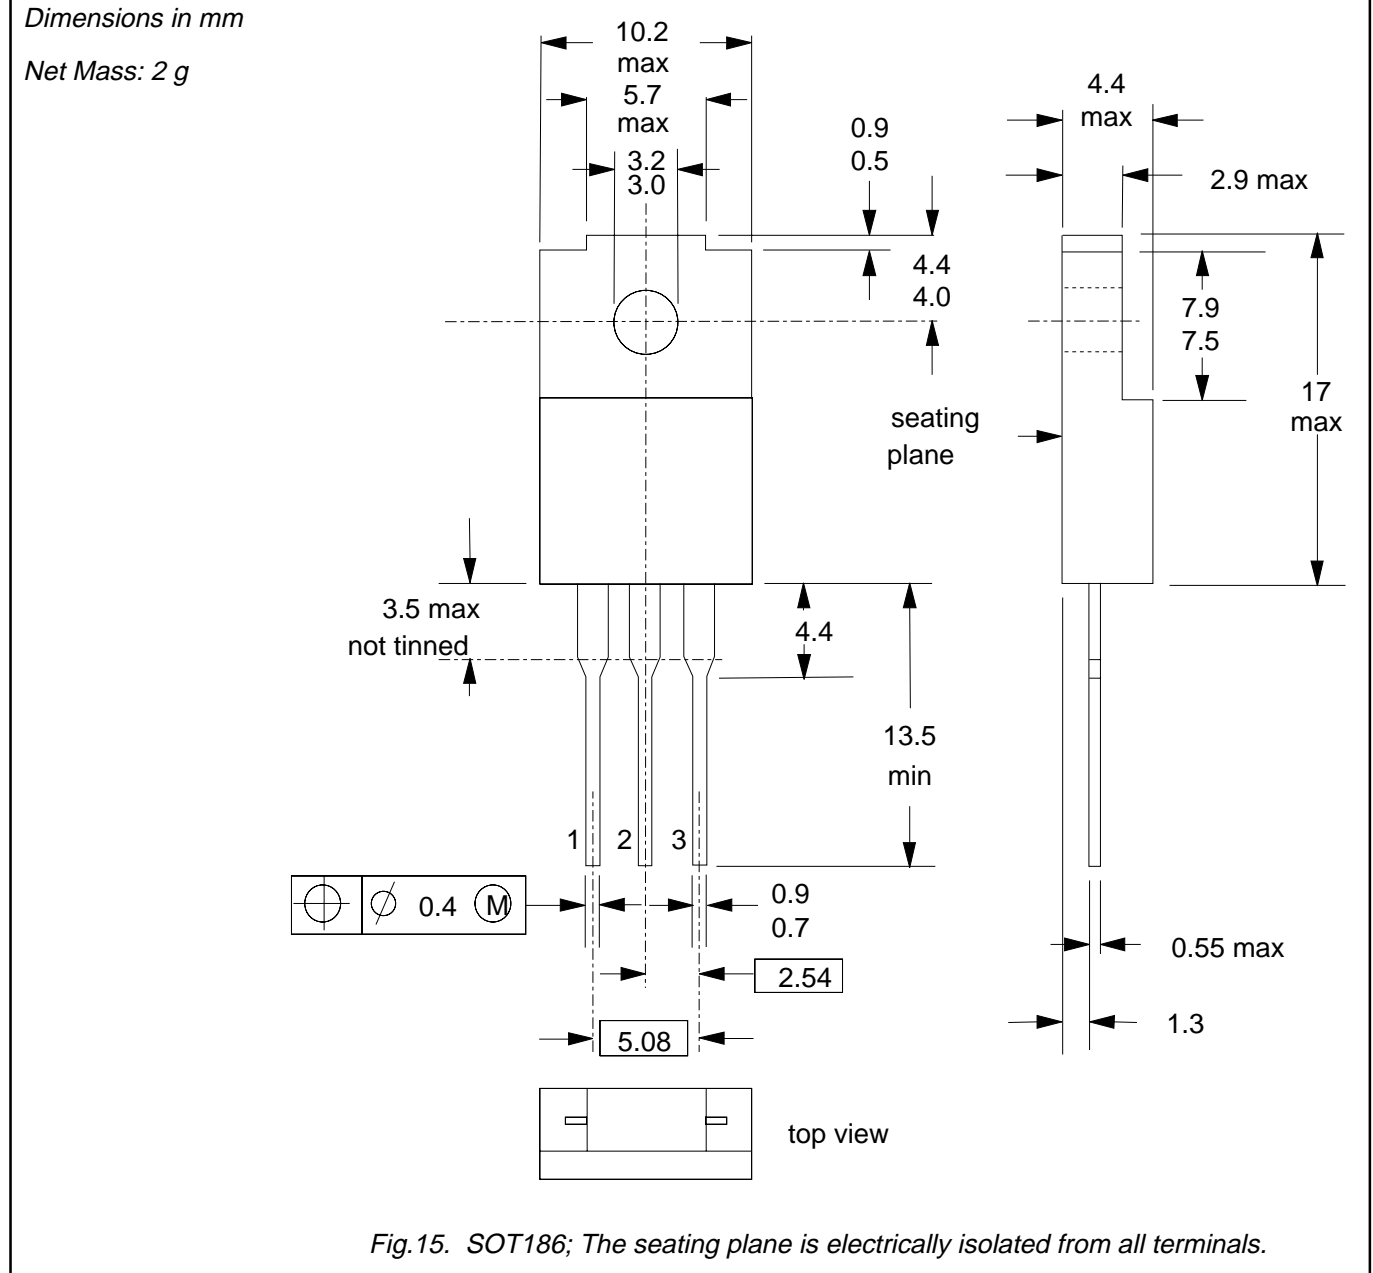 Dimensions in mm
Net Mass: 2 g
10.2
max
5.7
max
3.2
3.0
0.9
0.5
4.4
4.0
4.4
max
2.9 max
7.9
7.5
17
max
seating
plane
3.5 max
not tinned
4.4
13.5
min
1 2 3
0.4 M
0.9
0.7
2.54
5.08
0.55 max
1.3
top view
Fig.15. SOT186; The seating plane is electrically isolated from all terminals.